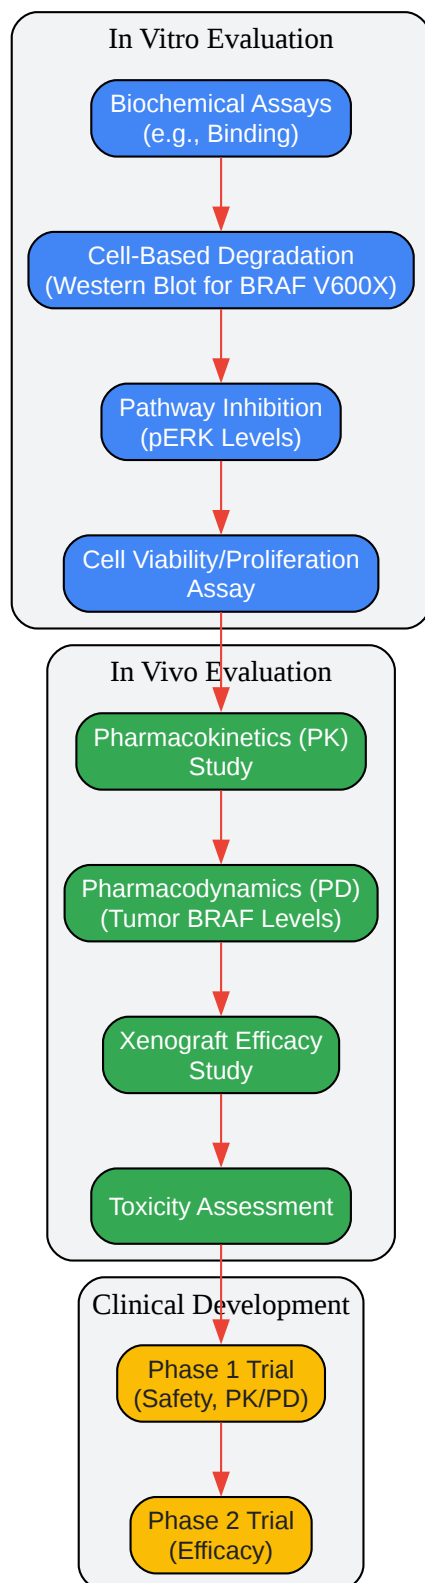 In Vitro Evaluation
Biochemical Assays
(e.g., Binding)
Cell-Based Degradation
(Western Blot for BRAF V600X)
Pathway Inhibition
(pERK Levels)
Cell Viability/Proliferation
Assay
In Vivo Evaluation
Pharmacokinetics (PK)
Study
Pharmacodynamics (PD)
(Tumor BRAF Levels)
Xenograft Efficacy
Study
Toxicity Assessment
Clinical Development
Phase 1 Trial
(Safety, PK/PD)
Phase 2 Trial
(Efficacy)